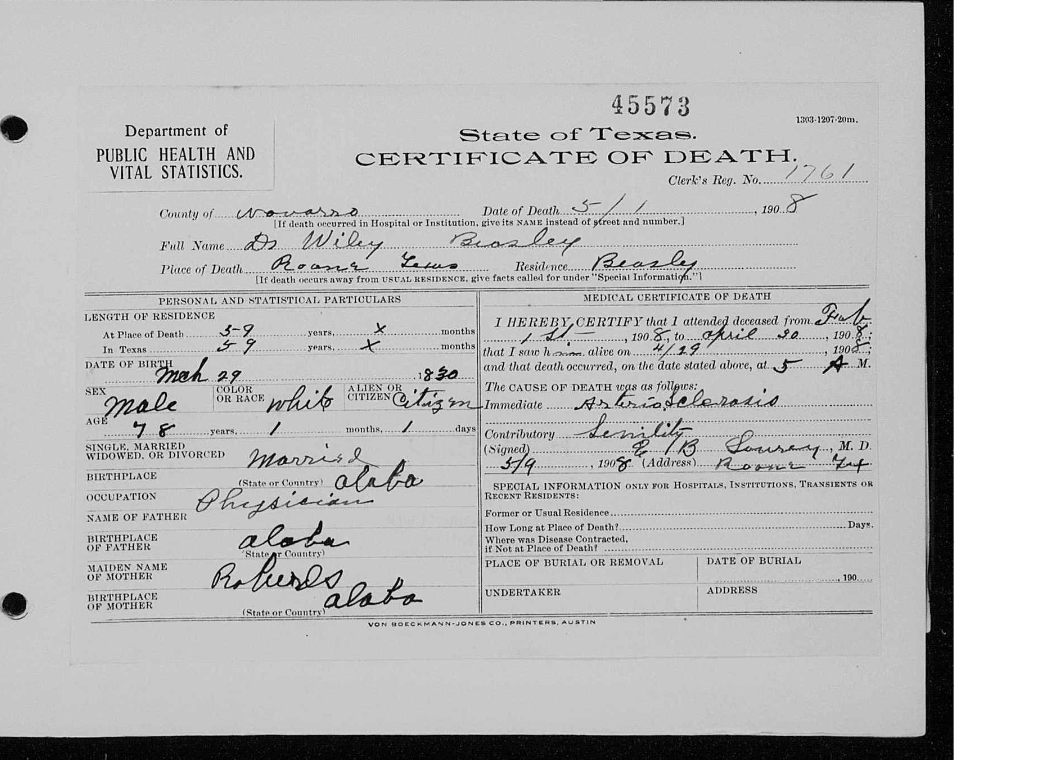 45573
1303-1207-20m.
Department of
PUBLIC HEALTH AND
VITAL STATISTICS.
State of Texas.
CERTIFICATE OF DEATH.
Clerk's Reg. No. 1761
County of Navarro Date of Death 5/1, 1908
[If death occurred in Hospital or Institution, give its NAME instead of street and number.]
Full Name Dr Wiley Beasley
Place of Death Roane Texas Residence Beasley
[If death occurs away from USUAL RESIDENCE, give facts called for under "Special Information."]
PERSONAL AND STATISTICAL PARTICULARS
LENGTH OF RESIDENCE
At Place of Death 59 years, x months
In Texas 59 years, x months
DATE OF BIRTH
Mch 29 1830
SEX Male COLOR OR RACE white ALIEN OR CITIZEN Citizen
AGE
78 years, 1 months, 1 days
SINGLE, MARRIED
WIDOWED, OR DIVORCED Married
BIRTHPLACE (State or Country) alaba
OCCUPATION Physician
NAME OF FATHER
BIRTHPLACE
OF FATHER alaba
(State or Country)
MAIDEN NAME
OF MOTHER Roberds
BIRTHPLACE
OF MOTHER (State or Country) alaba
MEDICAL CERTIFICATE OF DEATH
I HEREBY CERTIFY that I attended deceased from Feb
1st, 1908, to april 30, 1908;
that I saw him alive on 4/29 1908;
and that death occurred, on the date stated above, at 5 A M.
The CAUSE OF DEATH was as follows:
Immediate Arterio Sclerosis
Contributory Senility
(Signed) E B, M. D.
5/9, 1908 (Address) Roane Tex
SPECIAL INFORMATION ONLY FOR HOSPITALS, INSTITUTIONS, TRANSIENTS OR
RECENT RESIDENTS:
Former or Usual Residence
How Long at Place of Death? Days.
Where was Disease Contracted,
if Not at Place of Death?
PLACE OF BURIAL OR REMOVAL DATE OF BURIAL
, 190
UNDERTAKER ADDRESS
VON BOECKMANN-JONES CO., PRINTERS, AUSTIN